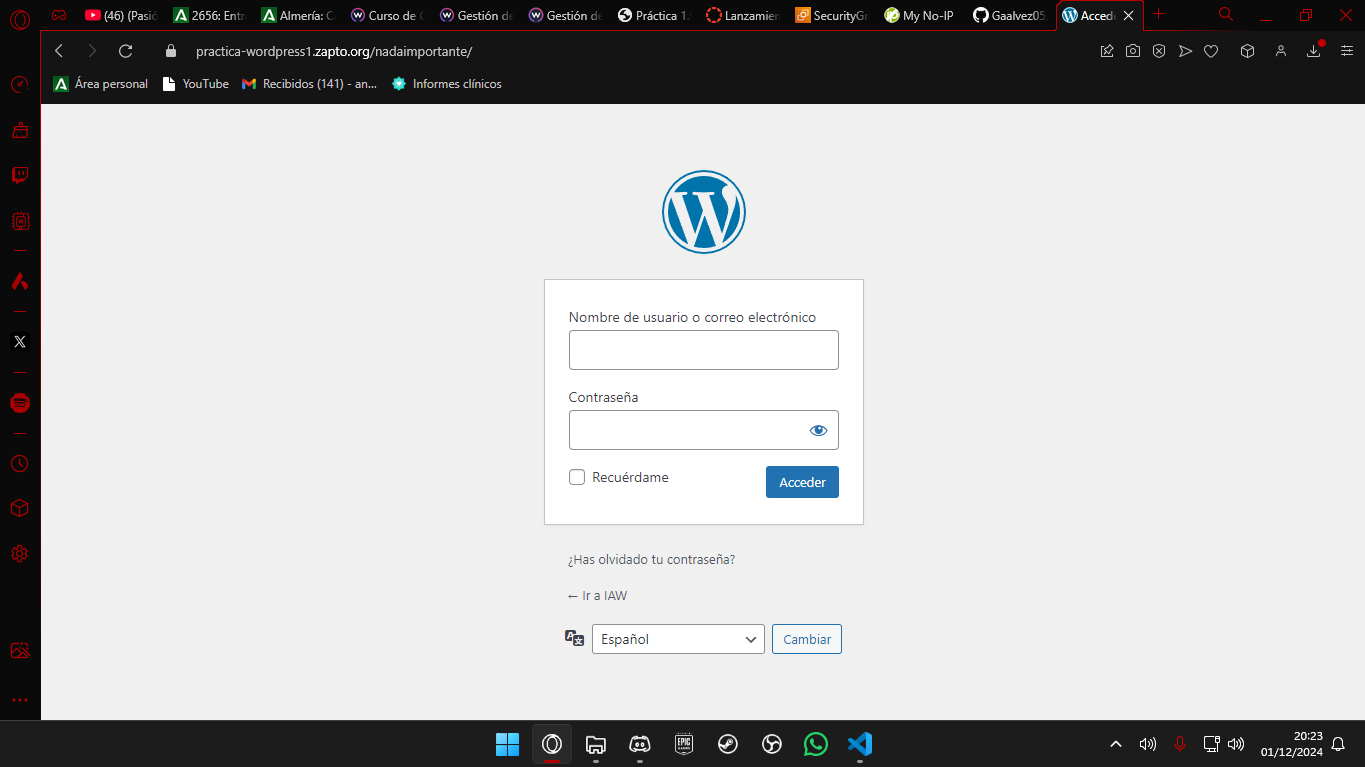 (46) (Pasió
2656: Entr
Almería: C
Curso de C
Gestión de
Gestión de
Práctica 1.
Lanzamien
SecurityGr
My No-IP
Gaalvez05
Accede
practica-wordpress1.zapto.org/nadaimportante/
Área personal
YouTube
Recibidos (141) - an...
Informes clínicos
Nombre de usuario o correo electrónico
Contraseña
Recuérdame
Acceder
¿Has olvidado tu contraseña?
← Ir a IAW
Español
Cambiar
EPIC
GAMES
20:23
01/12/2024